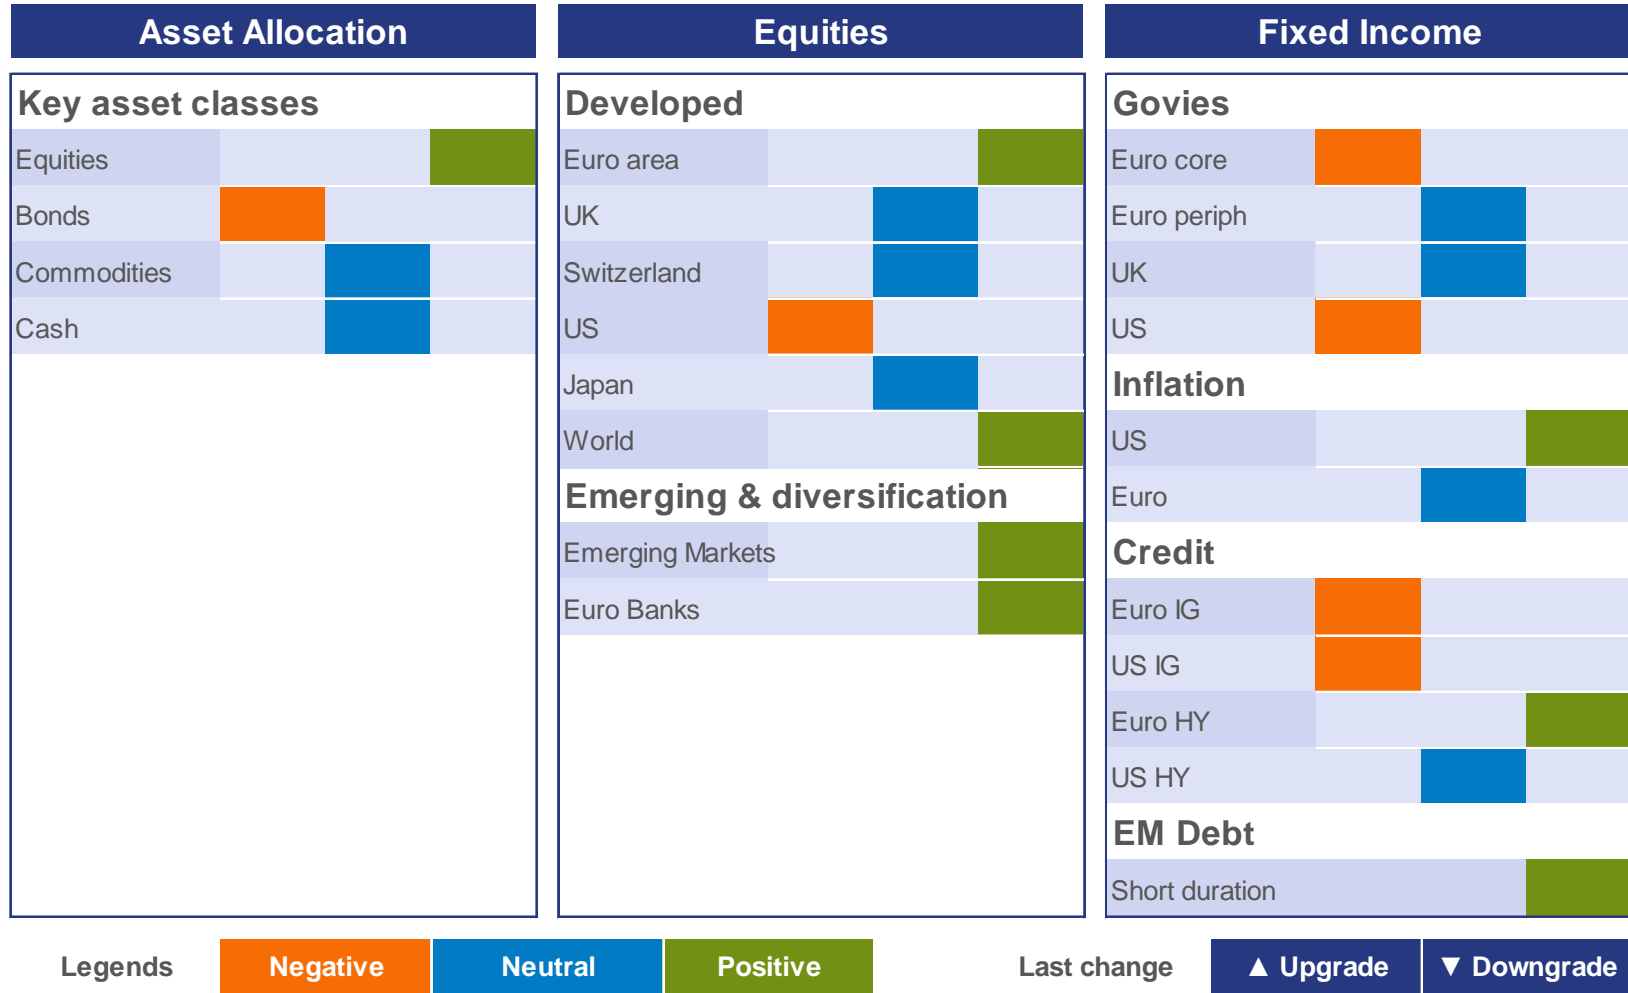 Asset Allocation
Key asset classes
Equities
Bonds
Commodities
Cash
Equities
Developed
Euro area
UK
Switzerland
US
Japan
World
Emerging & diversification
Emerging Markets
Euro Banks
Fixed Income
Govies
Euro core
Euro periph
UK
US
Inflation
US
Euro
Credit
Euro IG
US IG
Euro HY
US HY
EM Debt
Short duration
Legends Negative Neutral Positive Last change ▲ Upgrade ▼ Downgrade